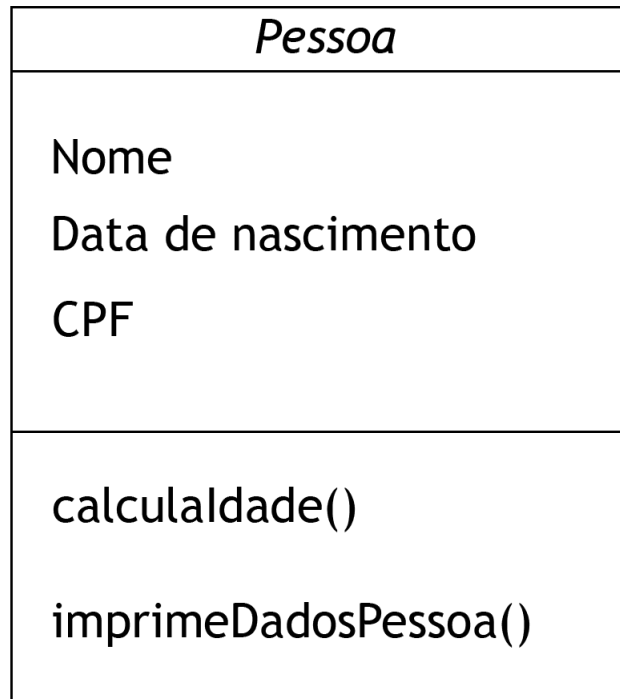 Pessoa
Nome
Data de nascimento
CPF
calculaIdade()
imprimeDadosPessoa()